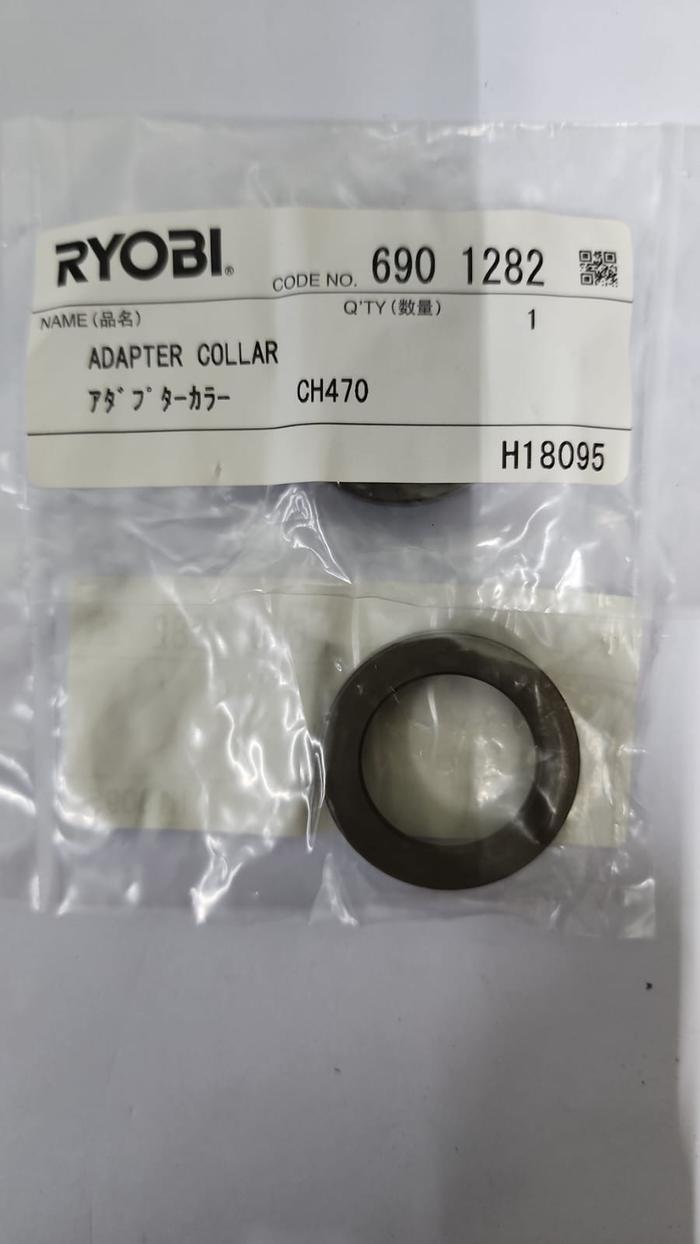 RYOBI®
CODE NO. 690 1282
NAME (品名) Q'TY (数量) 1
ADAPTER COLLAR
アダプターカラー CH470
H18095